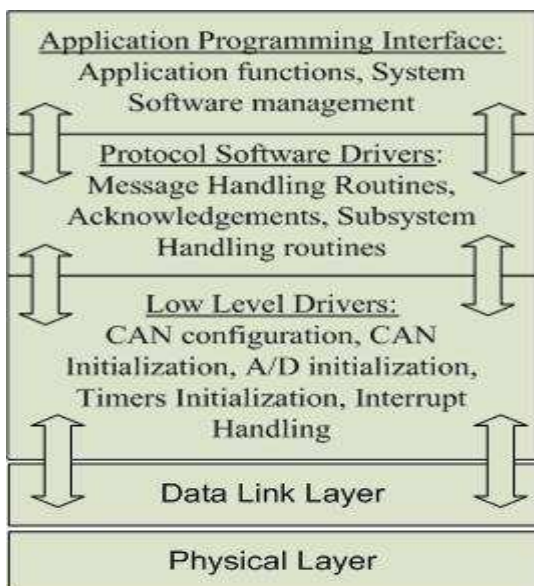 Application Programming Interface:
Application functions, System
Software management
Protocol Software Drivers:
Message Handling Routines,
Acknowledgements, Subsystem
Handling routines
Low Level Drivers:
CAN configuration, CAN
Initialization, A/D initialization,
Timers Initialization, Interrupt
Handling
Data Link Layer
Physical Layer